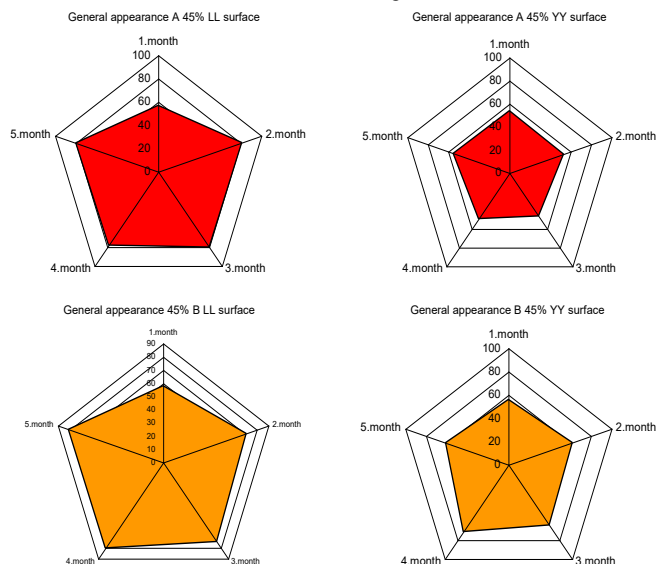 General appearance A 45% LL surface
1.month
100
80
60
40
20
0
5.month
2.month
4.month
3.month
General appearance A 45% YY surface
1.month
100
80
60
40
20
0
5.month
2.month
4.month
3.month
General appearance 45% B LL surface
1.month
90
80
70
60
50
40
30
20
10
0
5.month
2.month
4.month
3.month
General appearance B 45% YY surface
1.month
100
80
60
40
20
0
5.month
2.month
4.month
3.month